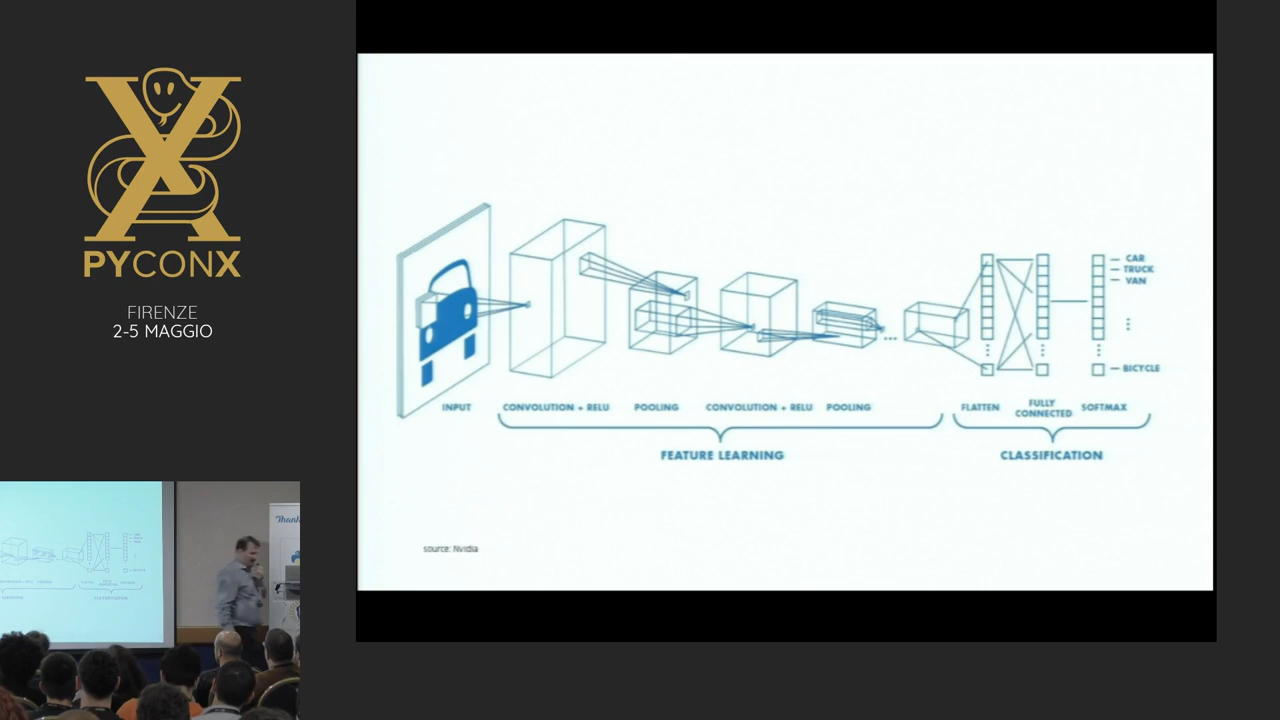 PYCONX
FIRENZE
2-5 MAGGIO
CAR
TRUCK
VAN
BICYCLE
INPUT
CONVOLUTION + RELU
POOLING
CONVOLUTION + RELU
POOLING
FLATTEN
FULLY
CONNECTED
SOFTMAX
FEATURE LEARNING
CLASSIFICATION
source: Nvidia